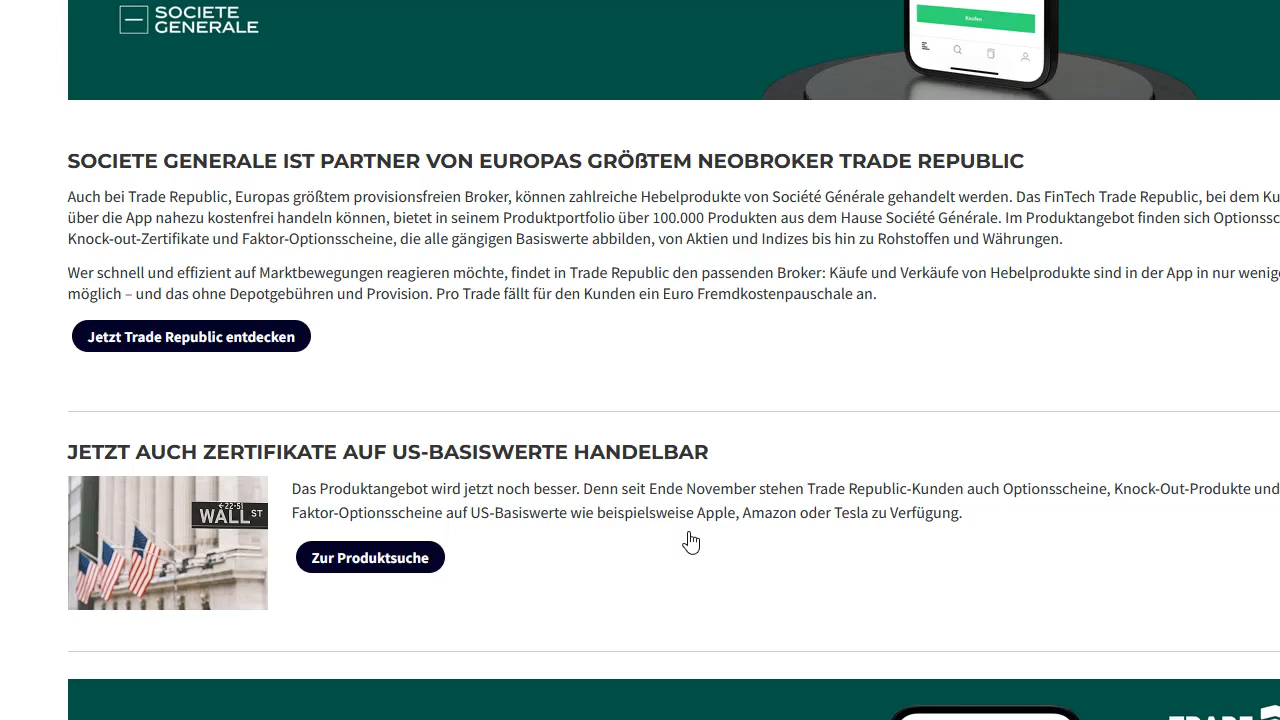 SOCIETE
GENERALE
Kaufen
SOCIETE GENERALE IST PARTNER VON EUROPAS GRÖßTEM NEOBROKER TRADE REPUBLIC
Auch bei Trade Republic, Europas größtem provisionsfreien Broker, können zahlreiche Hebelprodukte von Société Générale gehandelt werden. Das FinTech Trade Republic, bei dem Ku
über die App nahezu kostenfrei handeln können, bietet in seinem Produktportfolio über 100.000 Produkten aus dem Hause Société Générale. Im Produktangebot finden sich Optionssc
Knock-out-Zertifikate und Faktor-Optionsscheine, die alle gängigen Basiswerte abbilden, von Aktien und Indizes bis hin zu Rohstoffen und Währungen.
Wer schnell und effizient auf Marktbewegungen reagieren möchte, findet in Trade Republic den passenden Broker: Käufe und Verkäufe von Hebelprodukte sind in der App in nur wenige
möglich – und das ohne Depotgebühren und Provision. Pro Trade fällt für den Kunden ein Euro Fremdkostenpauschale an.
Jetzt Trade Republic entdecken
JETZT AUCH ZERTIFIKATE AUF US-BASISWERTE HANDELBAR
Das Produktangebot wird jetzt noch besser. Denn seit Ende November stehen Trade Republic-Kunden auch Optionsscheine, Knock-Out-Produkte und
Faktor-Optionsscheine auf US-Basiswerte wie beispielsweise Apple, Amazon oder Tesla zu Verfügung.
22-51
WALL ST
Zur Produktsuche
TRADE